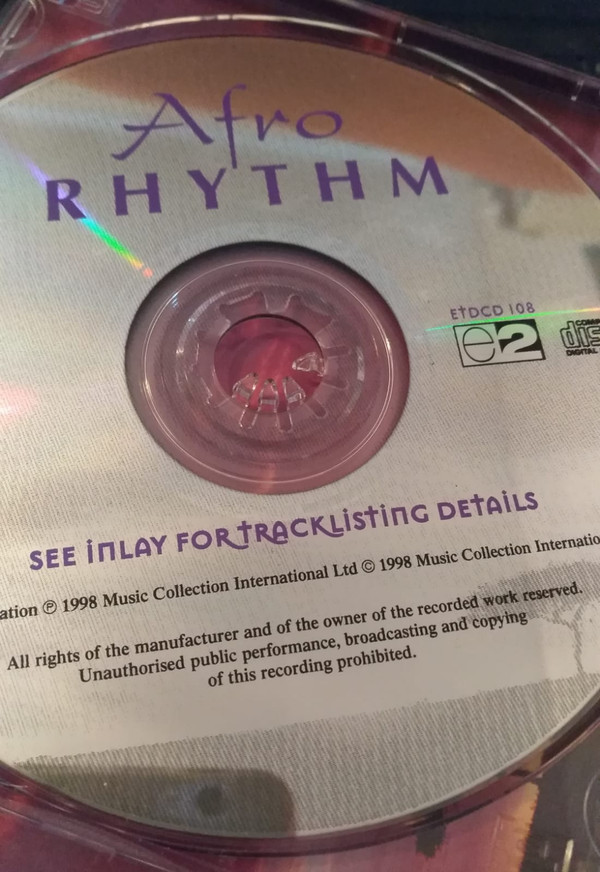 Afro
RHYTHM
ETDCD 108
e2
DIGITAL
SEE INLAY FOR TRACKLISTING DETAILS
℗ 1998 Music Collection International Ltd © 1998 Music Collection
All rights of the manufacturer and of the owner of the recorded work reserved.
Unauthorised public performance, broadcasting and copying
of this recording prohibited.